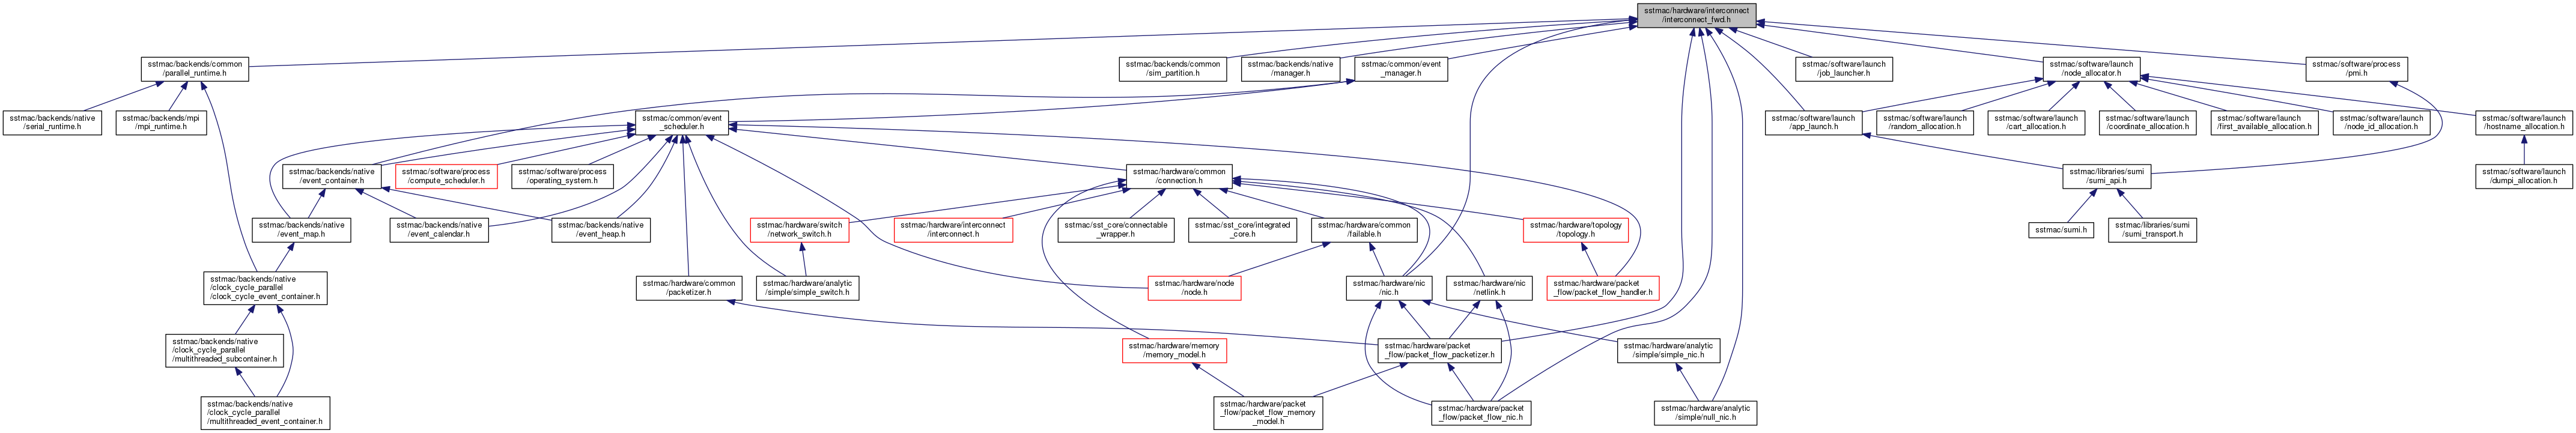 sstmac/hardware/interconnect
/interconnect_fwd.h
sstmac/backends/common
/parallel_runtime.h
sstmac/backends/common
/sim_partition.h
sstmac/backends/native
/manager.h
sstmac/common/event
_manager.h
sstmac/software/launch
/job_launcher.h
sstmac/software/launch
/node_allocator.h
sstmac/software/process
/pmi.h
sstmac/backends/native
/serial_runtime.h
sstmac/backends/mpi
/mpi_runtime.h
sstmac/common/event
_scheduler.h
sstmac/software/launch
/app_launch.h
sstmac/software/launch
/random_allocation.h
sstmac/software/launch
/cart_allocation.h
sstmac/software/launch
/coordinate_allocation.h
sstmac/software/launch
/first_available_allocation.h
sstmac/software/launch
/node_id_allocation.h
sstmac/software/launch
/hostname_allocation.h
sstmac/backends/native
/event_container.h
sstmac/software/process
/compute_scheduler.h
sstmac/software/process
/operating_system.h
sstmac/hardware/common
/connection.h
sstmac/libraries/sumi
/sumi_api.h
sstmac/software/launch
/dumpi_allocation.h
sstmac/backends/native
/event_map.h
sstmac/backends/native
/event_calendar.h
sstmac/backends/native
/event_heap.h
sstmac/hardware/switch
/network_switch.h
sstmac/hardware/interconnect
/interconnect.h
sstmac/sst_core/connectable
_wrapper.h
sstmac/sst_core/integrated
_core.h
sstmac/hardware/common
/failable.h
sstmac/hardware/topology
/topology.h
sstmac/sumi.h
sstmac/libraries/sumi
/sumi_transport.h
sstmac/backends/native
/clock_cycle_parallel
/clock_cycle_event_container.h
sstmac/hardware/common
/packetizer.h
sstmac/hardware/analytic
/simple/simple_switch.h
sstmac/hardware/node
/node.h
sstmac/hardware/nic
/nic.h
sstmac/hardware/nic
/netlink.h
sstmac/hardware/packet
_flow/packet_flow_handler.h
sstmac/backends/native
/clock_cycle_parallel
/multithreaded_subcontainer.h
sstmac/hardware/memory
/memory_model.h
sstmac/hardware/packet
_flow/packet_flow_packetizer.h
sstmac/hardware/analytic
/simple/simple_nic.h
sstmac/backends/native
/clock_cycle_parallel
/multithreaded_event_container.h
sstmac/hardware/packet
_flow/packet_flow_memory
_model.h
sstmac/hardware/packet
_flow/packet_flow_nic.h
sstmac/hardware/analytic
/simple/null_nic.h